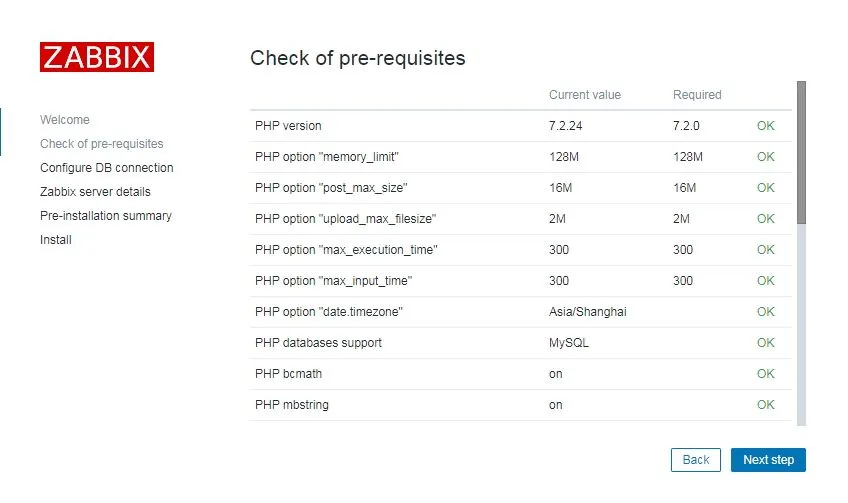 ZABBIX
Welcome
Check of pre-requisites
Configure DB connection
Zabbix server details
Pre-installation summary
Install
Check of pre-requisites
Current value Required
PHP version 7.2.24 7.2.0 OK
PHP option "memory_limit" 128M 128M OK
PHP option "post_max_size" 16M 16M OK
PHP option "upload_max_filesize" 2M 2M OK
PHP option "max_execution_time" 300 300 OK
PHP option "max_input_time" 300 300 OK
PHP option "date.timezone" Asia/Shanghai OK
PHP databases support MySQL OK
PHP bcmath on OK
PHP mbstring on OK
Back Next step